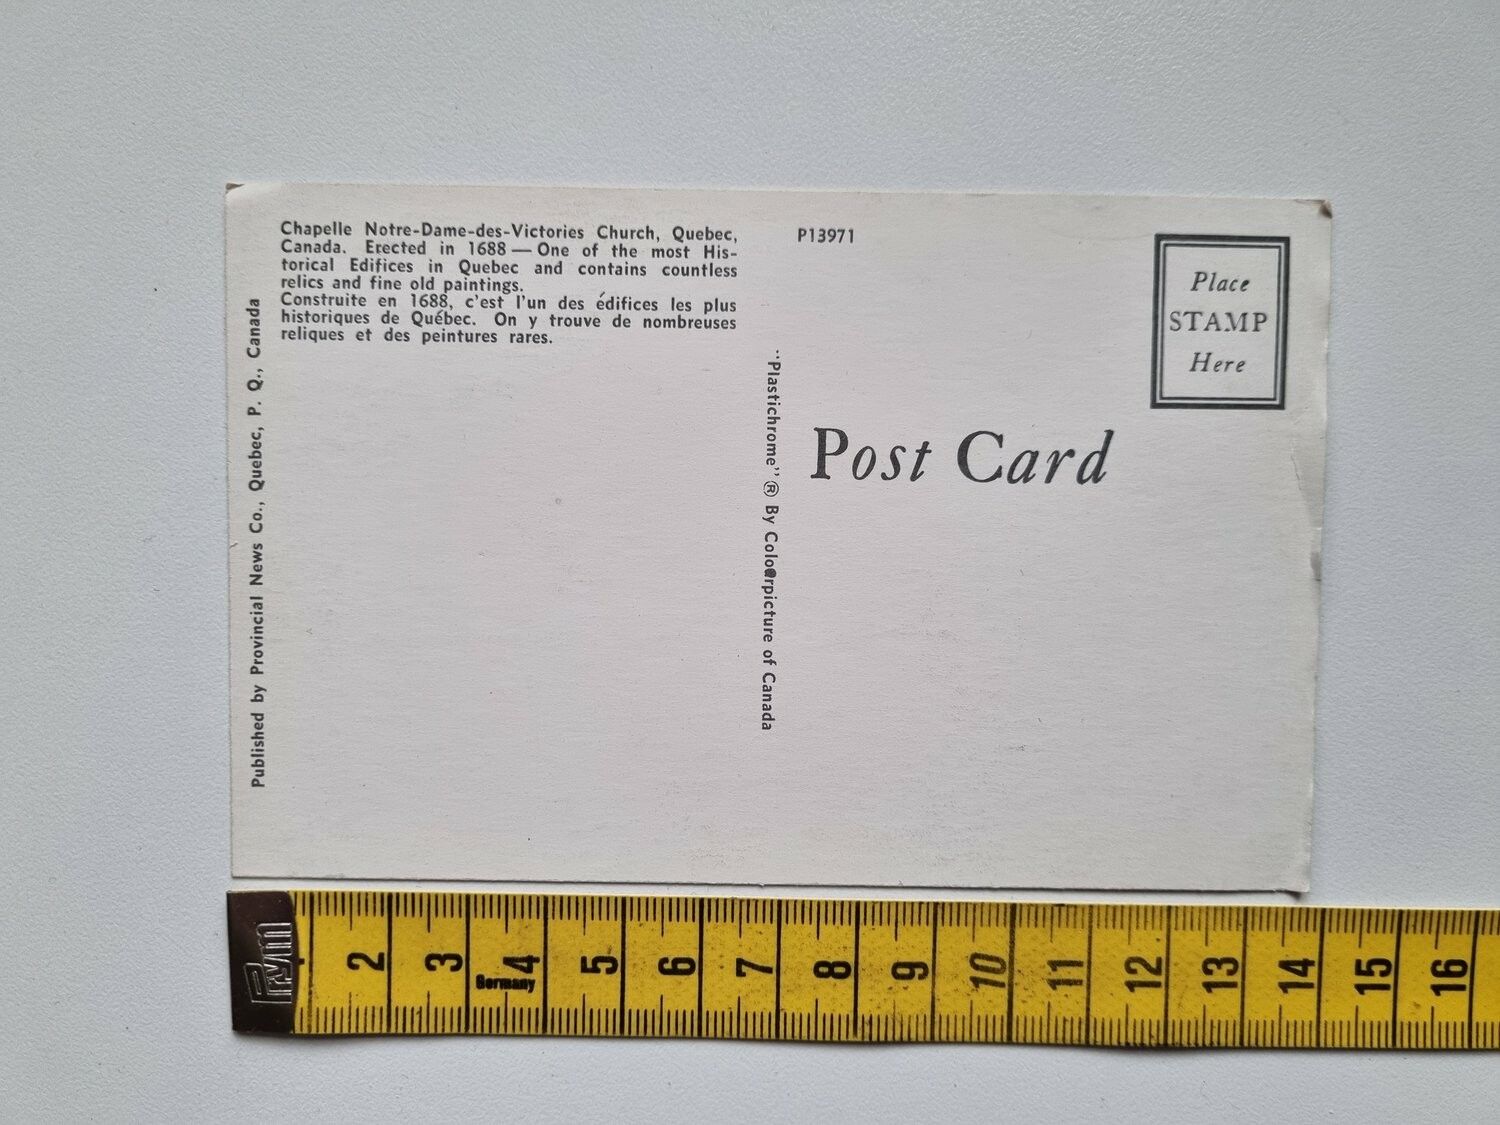 Chapelle Notre-Dame-des-Victories Church, Quebec,
Canada. Erected in 1688 — One of the most His-
torical Edifices in Quebec and contains countless
relics and fine old paintings.
Construite en 1688, c'est l'un des édifices les plus
historiques de Québec. On y trouve de nombreuses
reliques et des peintures rares.
Published by Provincial News Co., Quebec, P. Q., Canada
P13971
"Plastichrome" ® By Colourpicture of Canada
Place
STAMP
Here
Post Card
Prym
2 3 4 5 6 7 8 9 10 11 12 13 14 15 16
Germany